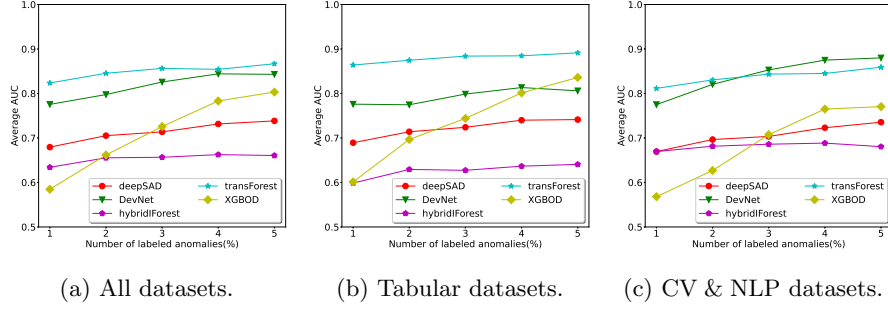 1.0
0.9
0.8
0.7
0.6
0.5
Average AUC
1 2 3 4 5
Number of labeled anomalies(%)
deepSAD
DevNet
hybridIForest
transForest
XGBOD
(a) All datasets.
1.0
0.9
0.8
0.7
0.6
0.5
Average AUC
1 2 3 4 5
Number of labeled anomalies(%)
deepSAD
DevNet
hybridIForest
transForest
XGBOD
(b) Tabular datasets.
1.0
0.9
0.8
0.7
0.6
0.5
Average AUC
1 2 3 4 5
Number of labeled anomalies(%)
deepSAD
DevNet
hybridIForest
transForest
XGBOD
(c) CV & NLP datasets.